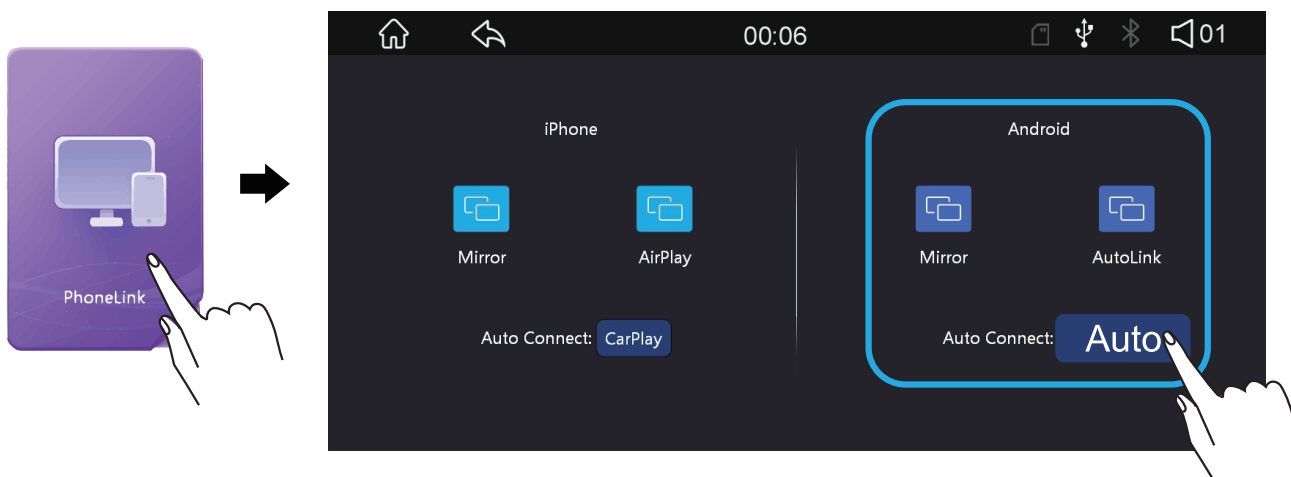 PhoneLink
00:06
01
iPhone
Mirror
AirPlay
Auto Connect: CarPlay
Android
Mirror
AutoLink
Auto Connect: Auto